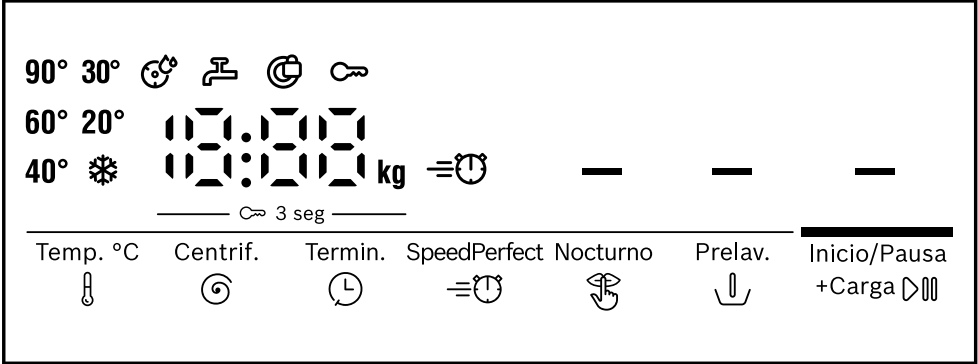 90° 30°
60° 20°
40° 18:88 kg
3 seg
Temp. °C Centrif. Termin. SpeedPerfect Nocturno Prelav. Inicio/Pausa
+Carga